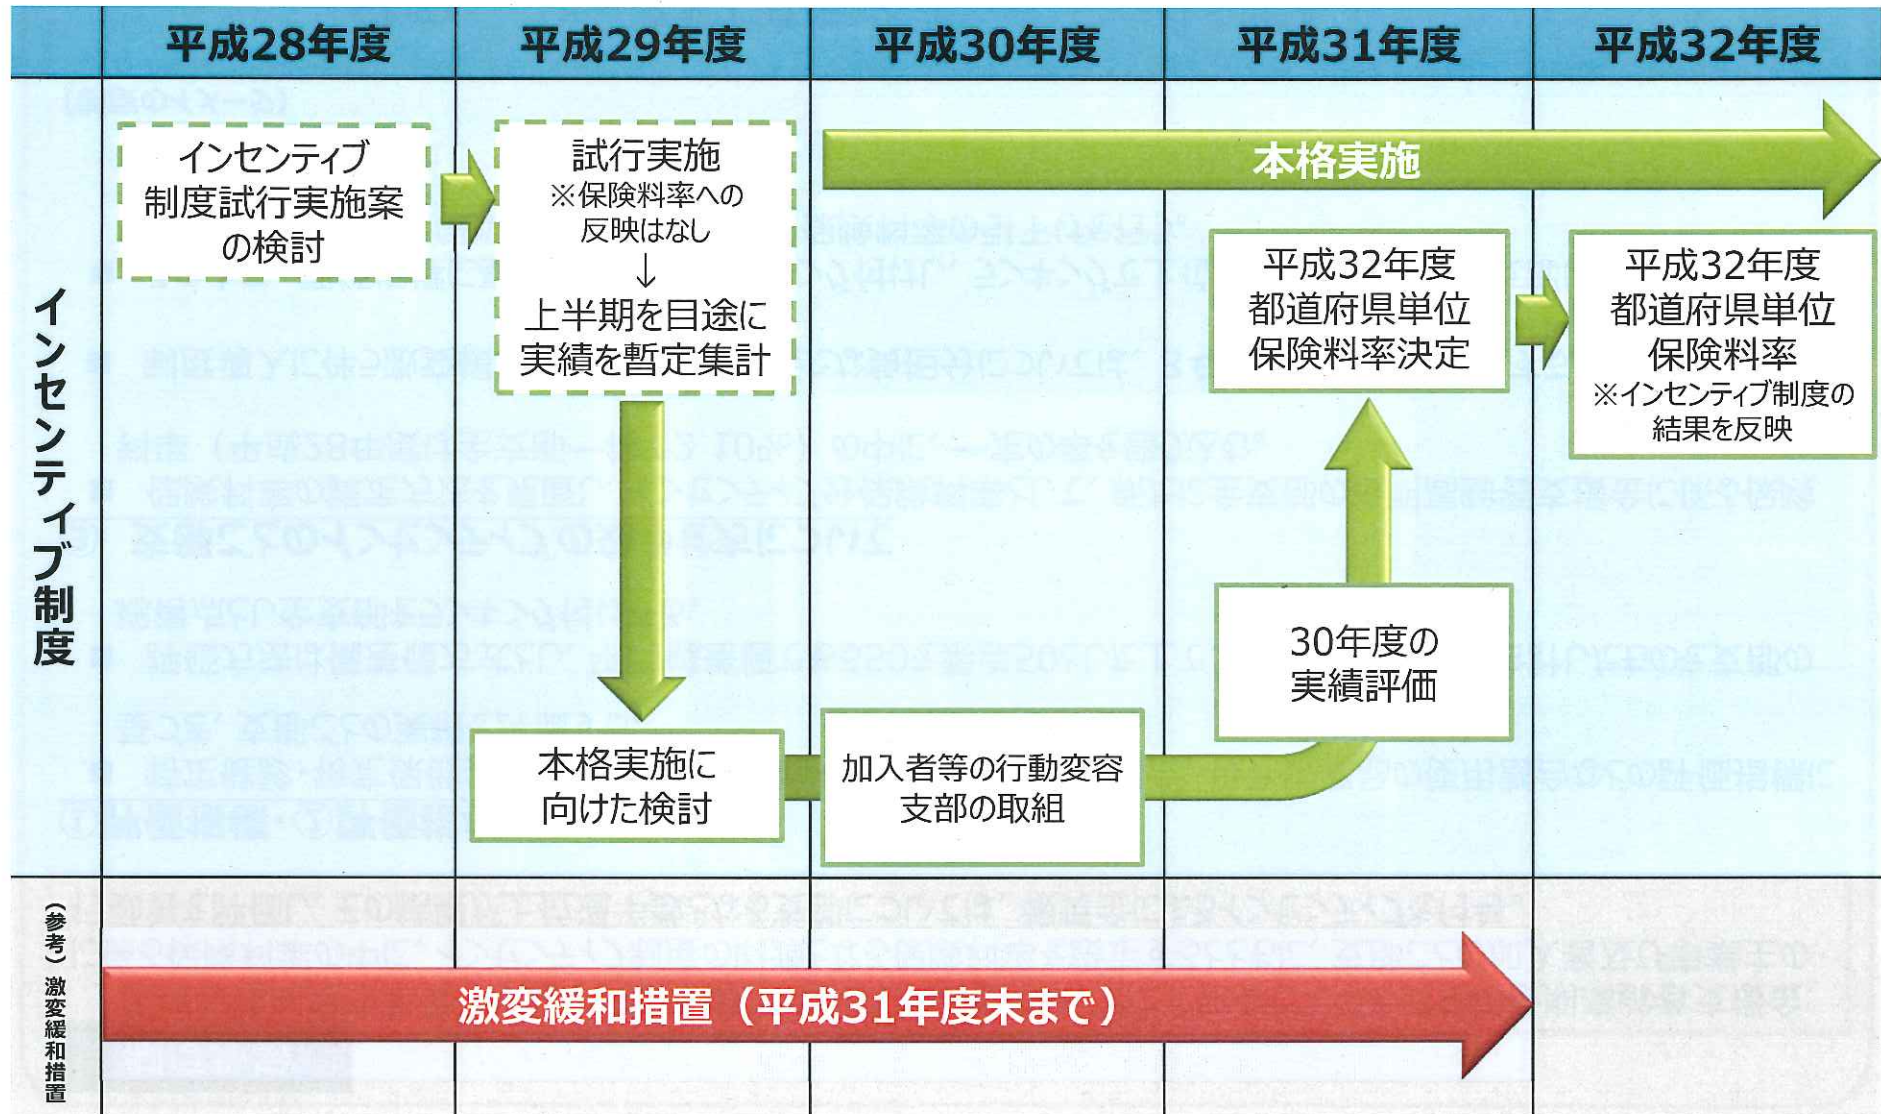 平成28年度
平成29年度
平成30年度
平成31年度
平成32年度
インセンティブ制度
インセンティブ
制度試行実施案
の検討
試行実施
※保険料率への
反映はなし
↓
上半期を目途に
実績を暫定集計
本格実施に
向けた検討
本格実施
加入者等の行動変容
支部の取組
30年度の
実績評価
平成32年度
都道府県単位
保険料率決定
平成32年度
都道府県単位
保険料率
※インセンティブ制度の
結果を反映
(参考)激変緩和措置
激変緩和措置（平成31年度末まで）